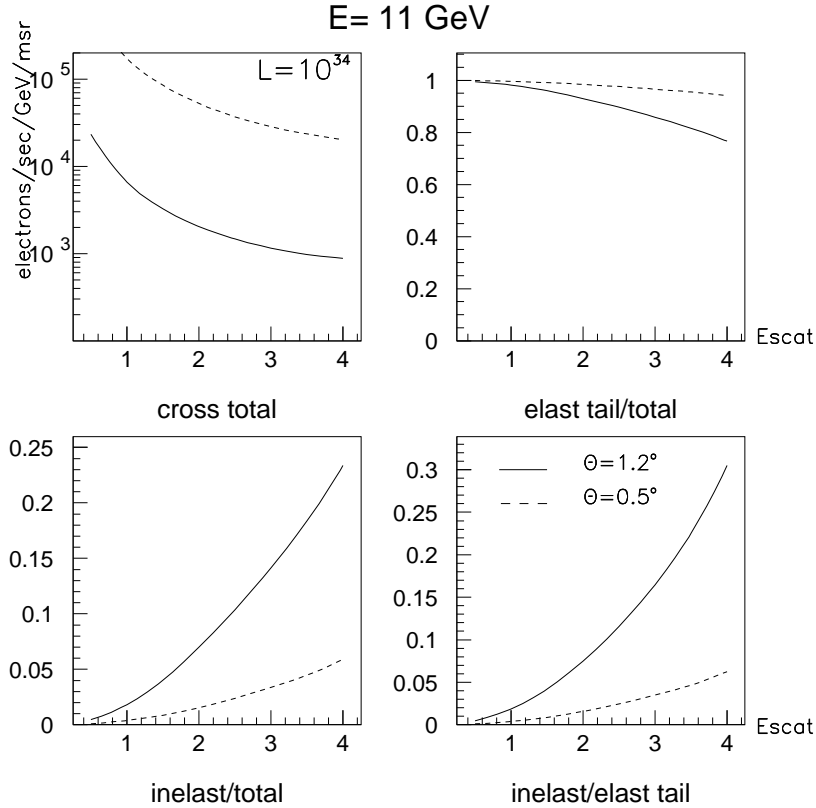 E= 11 GeV
electrons/sec/GeV/msr
L=10³⁴
10⁵
10⁴
10³
1 2 3 4
cross total
1
0.8
0.6
0.4
0.2
0
1 2 3 4
Escat
elast tail/total
0.25
0.2
0.15
0.1
0.05
0
1 2 3 4
inelast/total
Θ=1.2°
Θ=0.5°
0.3
0.25
0.2
0.15
0.1
0.05
0
1 2 3 4
Escat
inelast/elast tail